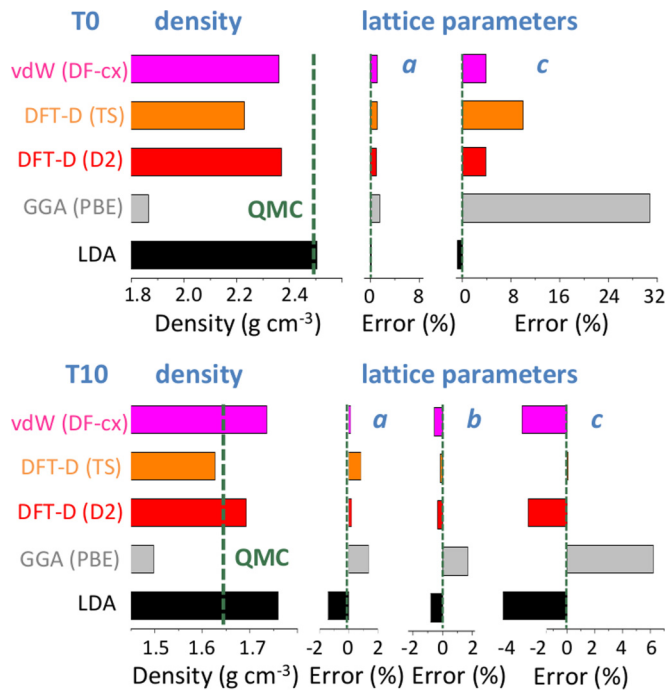 T0 density lattice parameters
vdW (DF-cx) a c
DFT-D (TS)
DFT-D (D2)
GGA (PBE) QMC
LDA
1.8 2.0 2.2 2.4 0 8 0 8 16 24 32
Density (g cm⁻³) Error (%) Error (%)
T10 density lattice parameters
vdW (DF-cx) a b c
DFT-D (TS)
DFT-D (D2)
GGA (PBE) QMC
LDA
1.5 1.6 1.7 -2 0 2 -2 0 2 -4 -2 0 2 4 6
Density (g cm⁻³) Error (%) Error (%) Error (%)